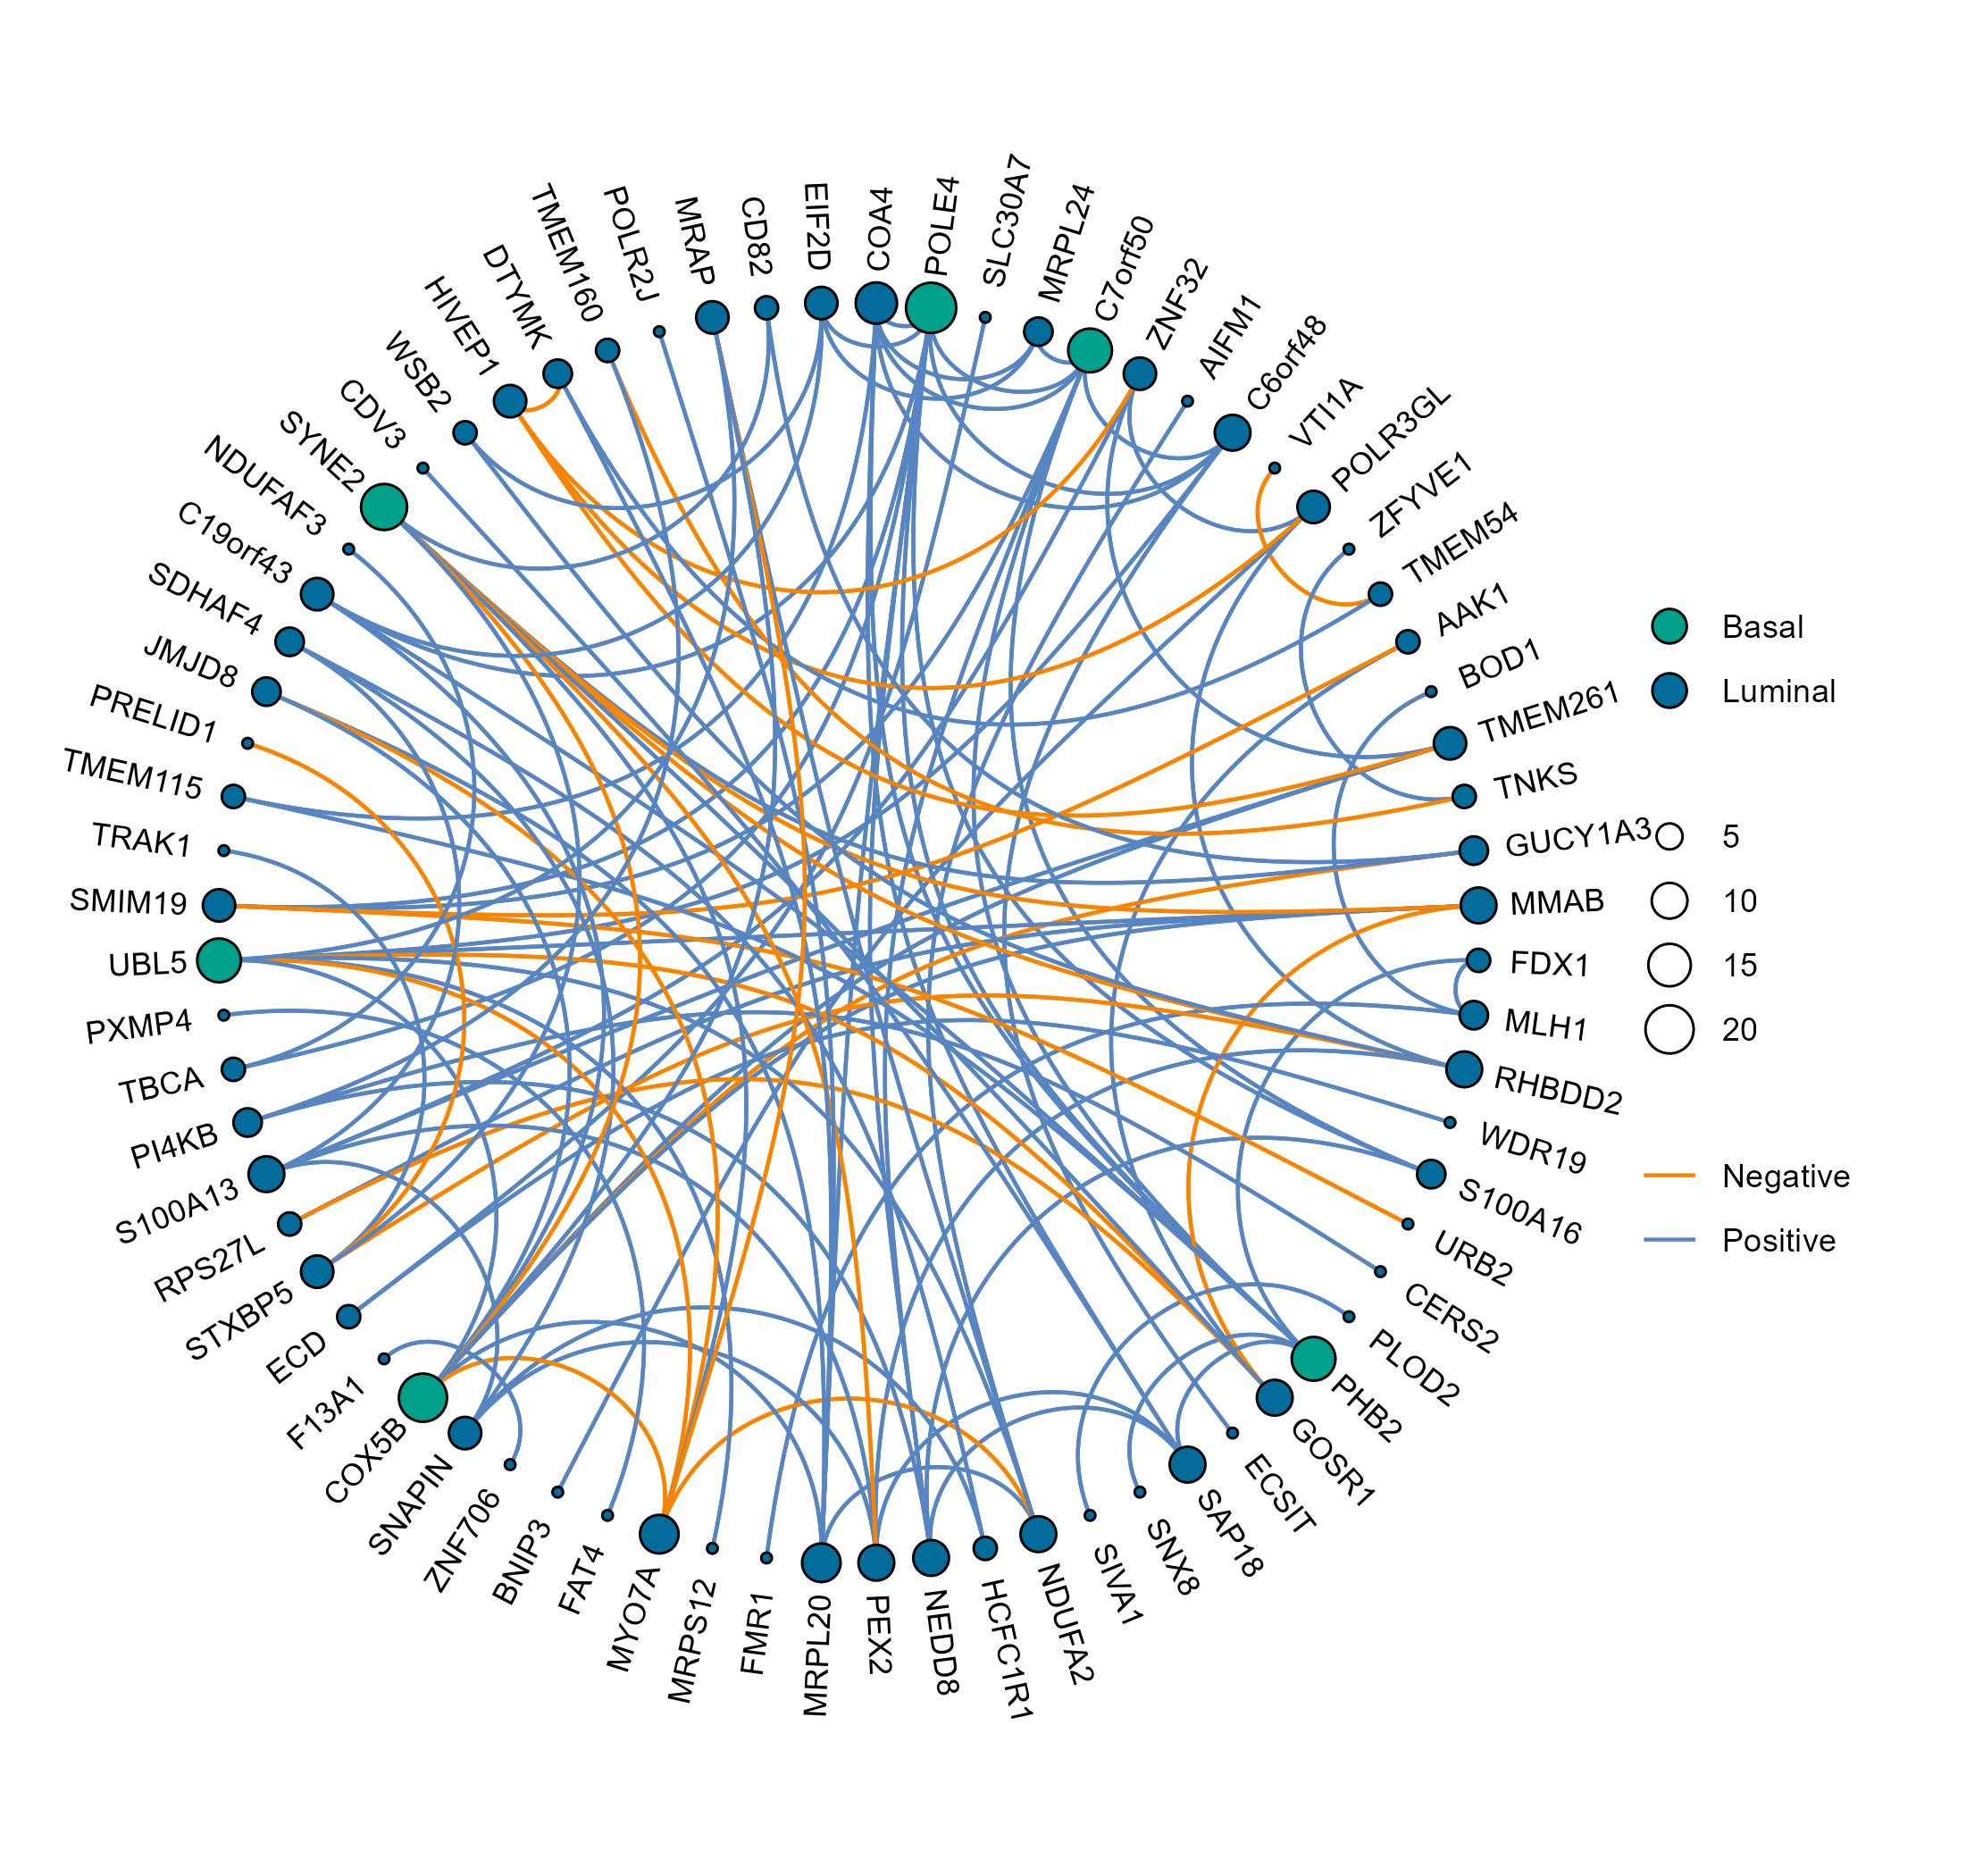 EIF2D
COA4
POLE4
SLC30A7
MRPL24
C7orf50
ZNF32
AIFM1
C6orf48
VTI1A
POLR3GL
ZFYVE1
TMEM54
AAK1
BOD1
TMEM261
TNKS
GUCY1A3
MMAB
FDX1
MLH1
RHBDD2
WDR19
S100A16
URB2
CERS2
PLOD2
PHB2
GOSR1
ECSIT
SAP18
SNX8
SIVA1
NDUFA2
HCFC1R1
NEDD8
PEX2
MRPL20
FMR1
MRPS12
MYO7A
FAT4
BNIP3
ZNF706
SNAPIN
COX5B
F13A1
ECD
STXBP5
RPS27L
S100A13
PI4KB
TBCA
PXMP4
UBL5
SMIM19
TRAK1
TMEM115
PRELID1
JMJD8
SDHAF4
C19orf43
NDUFAF3
SYNE2
CDV3
WSB2
HIVEP1
DTYMK
TMEM160
POLR2J
MRAP
CD82
Basal
Luminal
5
10
15
20
Negative
Positive